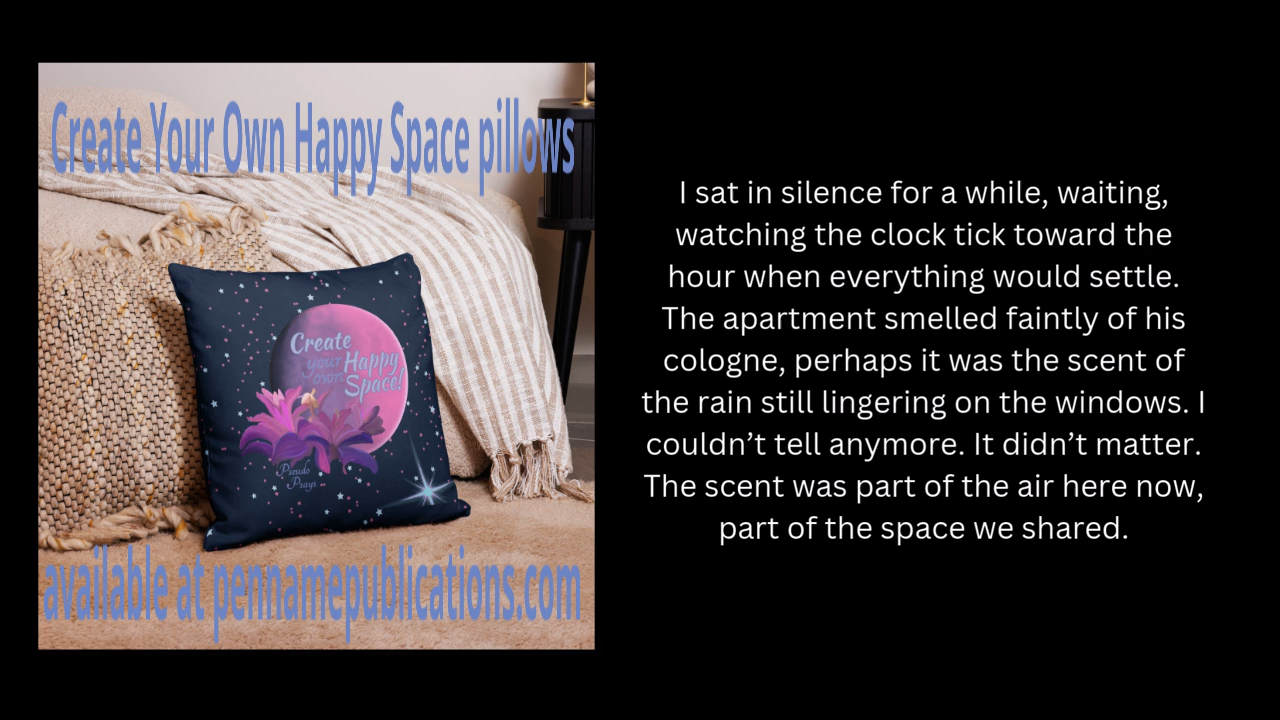 Create Your Own Happy Space pillows
Create
your
Happy
own
Space!
Pseudo
Psays
available at pennamepublications.com
I sat in silence for a while, waiting,
watching the clock tick toward the
hour when everything would settle.
The apartment smelled faintly of his
cologne, perhaps it was the scent of
the rain still lingering on the windows. I
couldn’t tell anymore. It didn’t matter.
The scent was part of the air here now,
part of the space we shared.